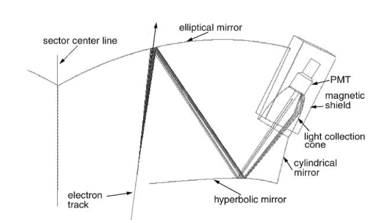 elliptical mirror
sector center line
PMT
magnetic
shield
light collection
cone
cylindrical
mirror
electron
track
hyperbolic mirror